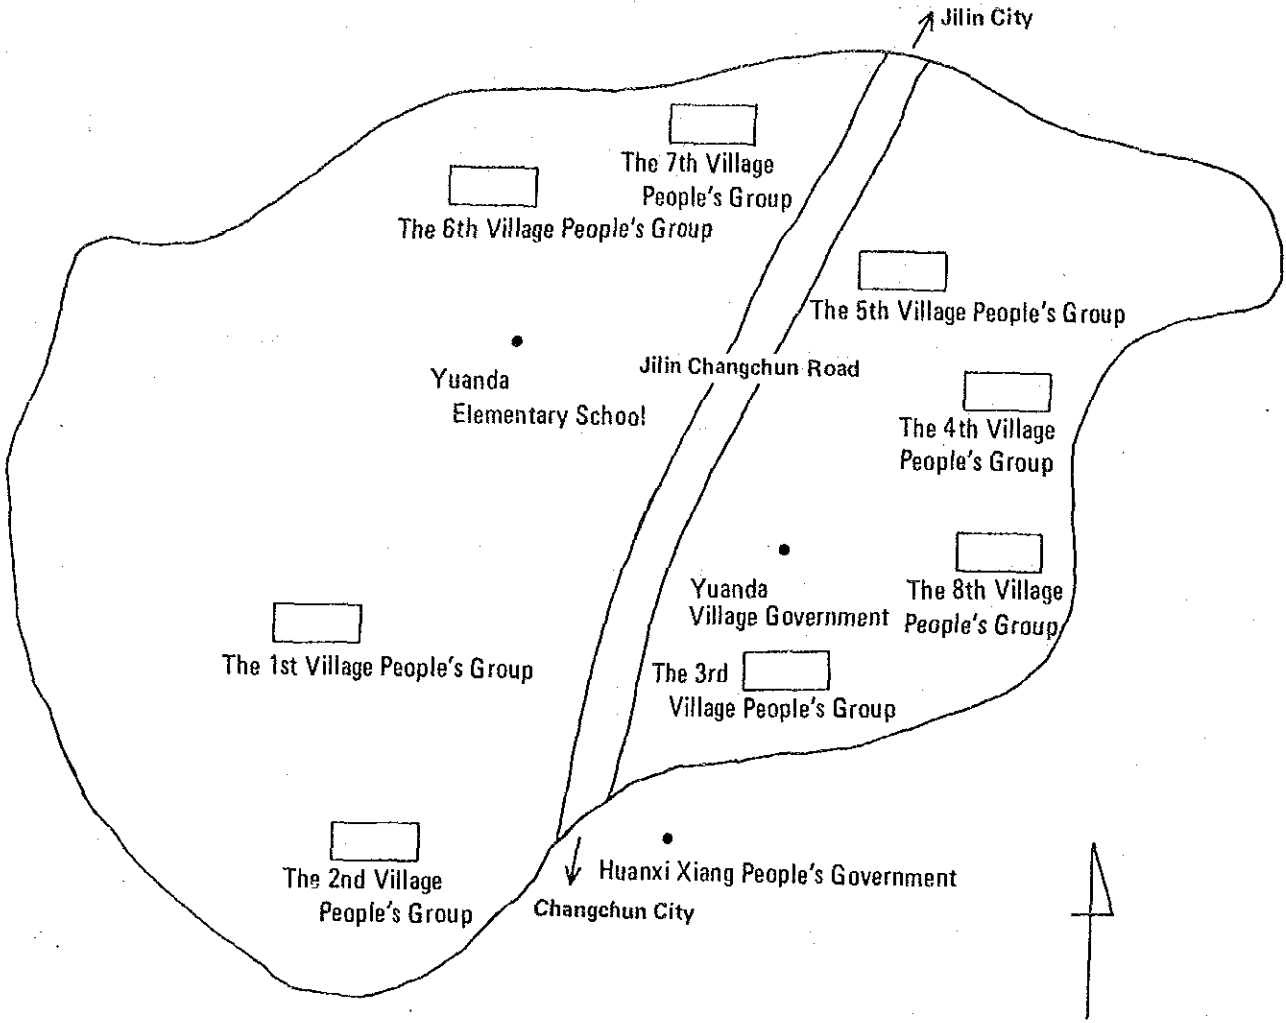 Jilin City
The 7th Village
People's Group
The 6th Village People's Group
The 5th Village People's Group
Jilin Changchun Road
Yuanda
Elementary School
The 4th Village
People's Group
Yuanda
Village Government
The 8th Village
People's Group
The 1st Village People's Group
The 3rd
Village People's Group
The 2nd Village
People's Group
Huanxi Xiang People's Government
Changchun City